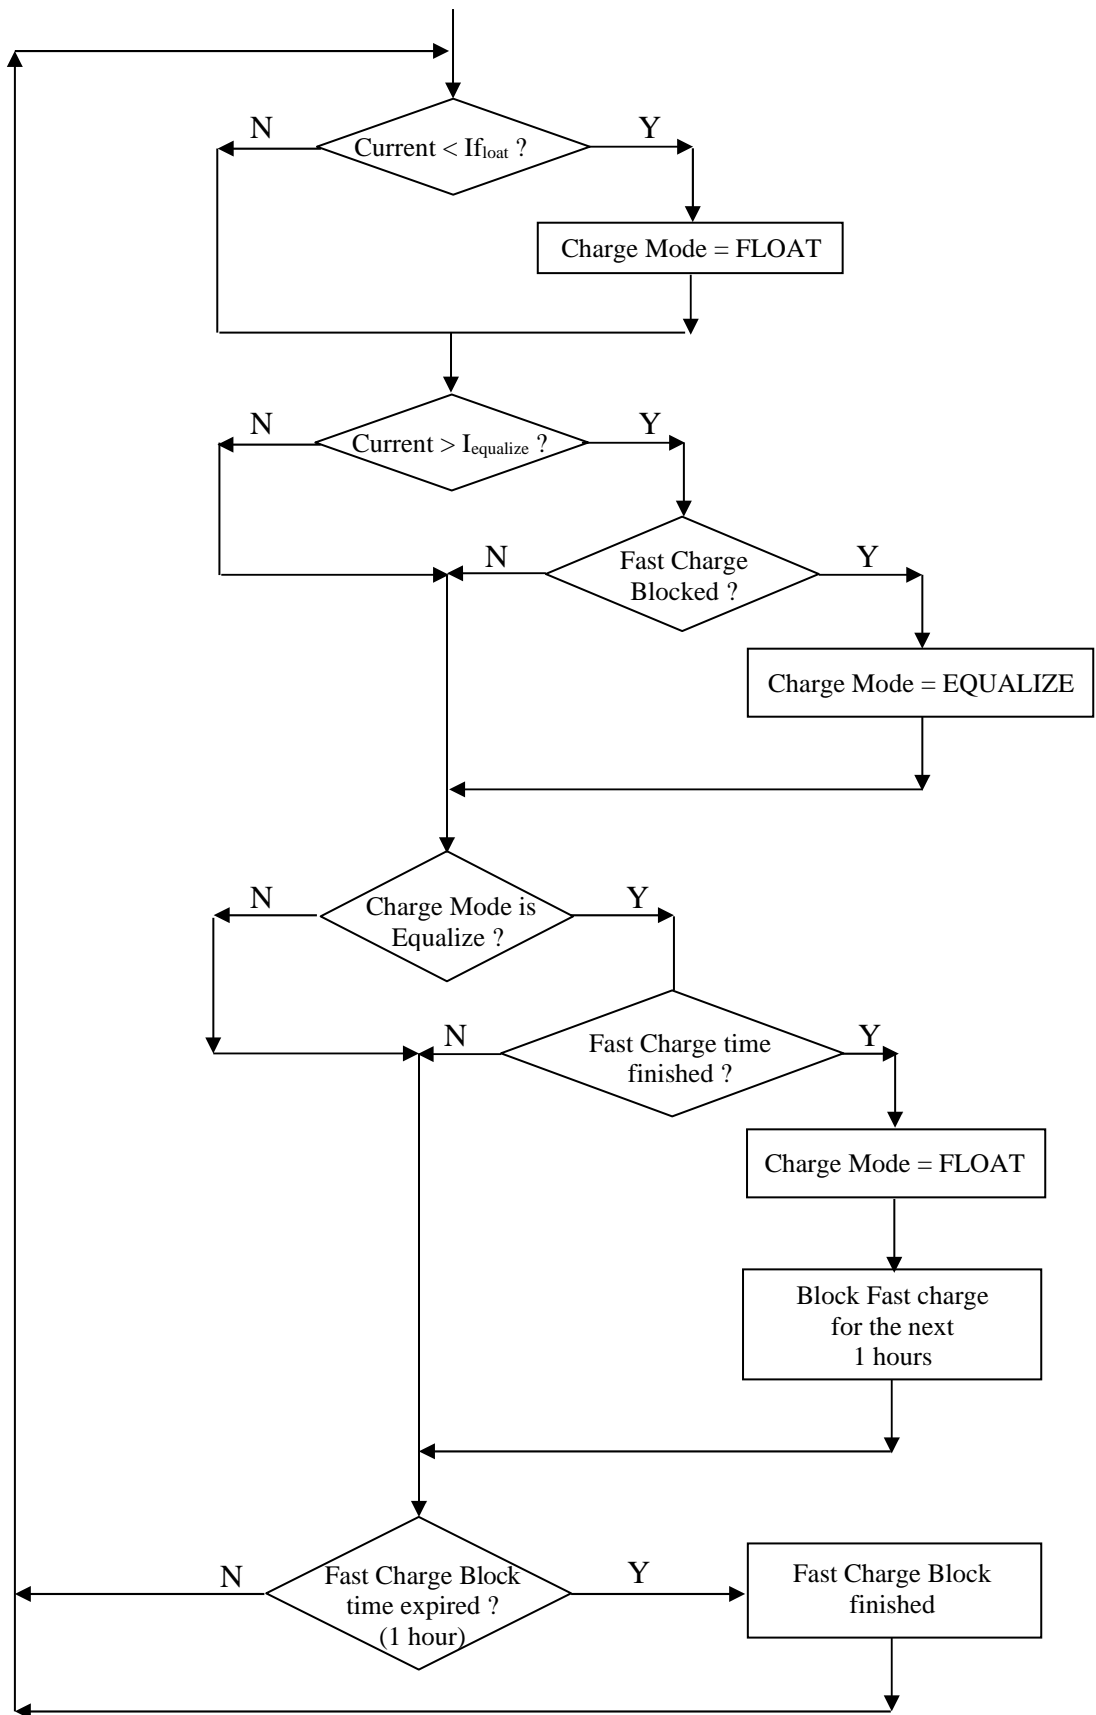 N
Y
Current < Ifloat ?
Charge Mode = FLOAT
N
Y
Current > Iequalize ?
N
Fast Charge
Blocked ?
Y
Charge Mode = EQUALIZE
N
Y
Charge Mode is
Equalize ?
N
Fast Charge time
finished ?
Y
Charge Mode = FLOAT
Block Fast charge
for the next
1 hours
N
Fast Charge Block
time expired ?
(1 hour)
Y
Fast Charge Block
finished